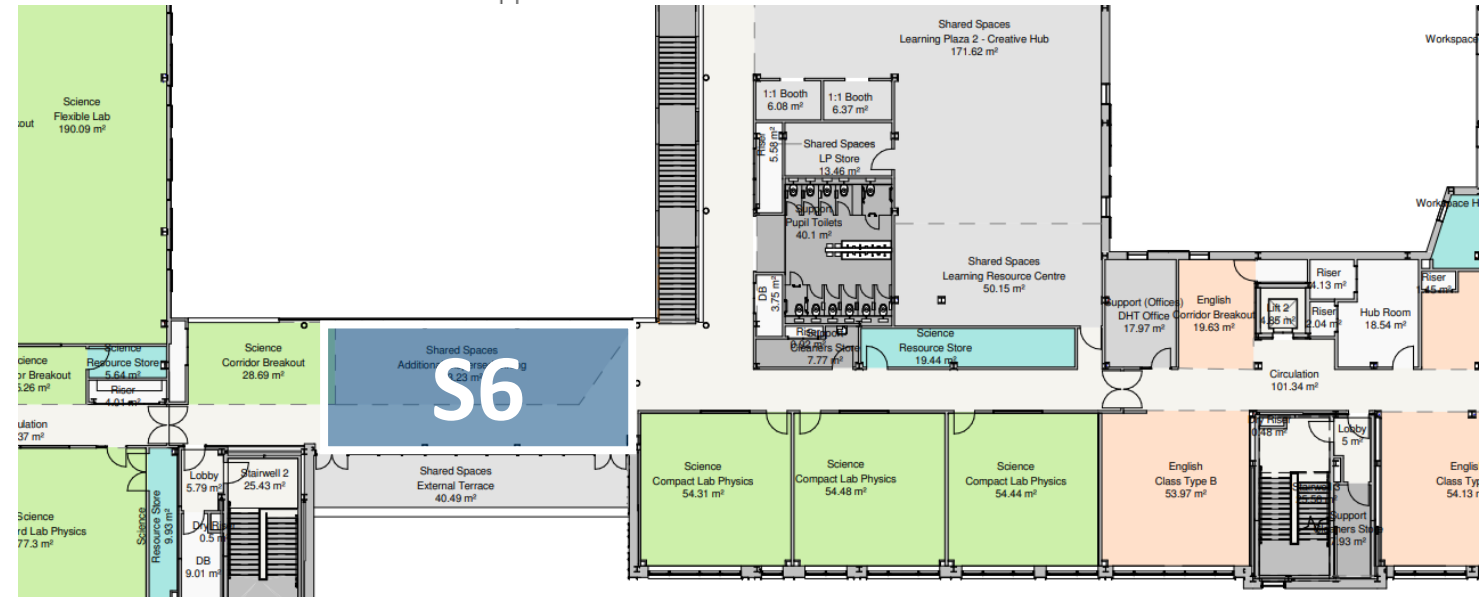 Shared Spaces
Learning Plaza 2 - Creative Hub
171.62 m²
Workspace
Science
Flexible Lab
190.09 m²
out
1:1 Booth
6.08 m²
1:1 Booth
6.37 m²
Riser
5.58 m²
Shared Spaces
LP Store
13.46 m²
Support
Pupil Toilets
40.1 m²
Workspace H
Shared Spaces
Learning Resource Centre
50.15 m²
DB
3.75 m²
Support (Offices)
DHT Office
17.97 m²
English
Corridor Breakout
19.63 m²
Lift 2
4.85 m²
Riser
4.13 m²
Riser
2.04 m²
Hub Room
18.54 m²
Riser
1.45 m²
Science
Resource Store
5.64 m²
Science
Corridor Breakout
28.69 m²
Shared Spaces
S6
Support
Cleaners Store
7.77 m²
Science
Resource Store
19.44 m²
Riser
4.01 m²
Circulation
101.34 m²
Science
Compact Lab Physics
54.31 m²
Science
Compact Lab Physics
54.48 m²
Science
Compact Lab Physics
54.44 m²
English
Class Type B
53.97 m²
Dry Riser
0.48 m²
Lobby
5 m²
Lobby
5.79 m²
Stairwell 2
25.43 m²
Shared Spaces
External Terrace
40.49 m²
Science
Resource Store
9.93 m²
DB
9.01 m²
Support
Cleaners Store
7.93 m²